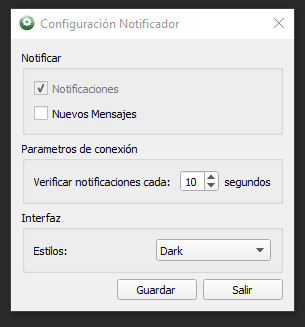 Configuración Notificador
Notificar
Notificaciones
Nuevos Mensajes
Parametros de conexión
Verificar notificaciones cada: 10 segundos
Interfaz
Estilos: Dark
Guardar Salir